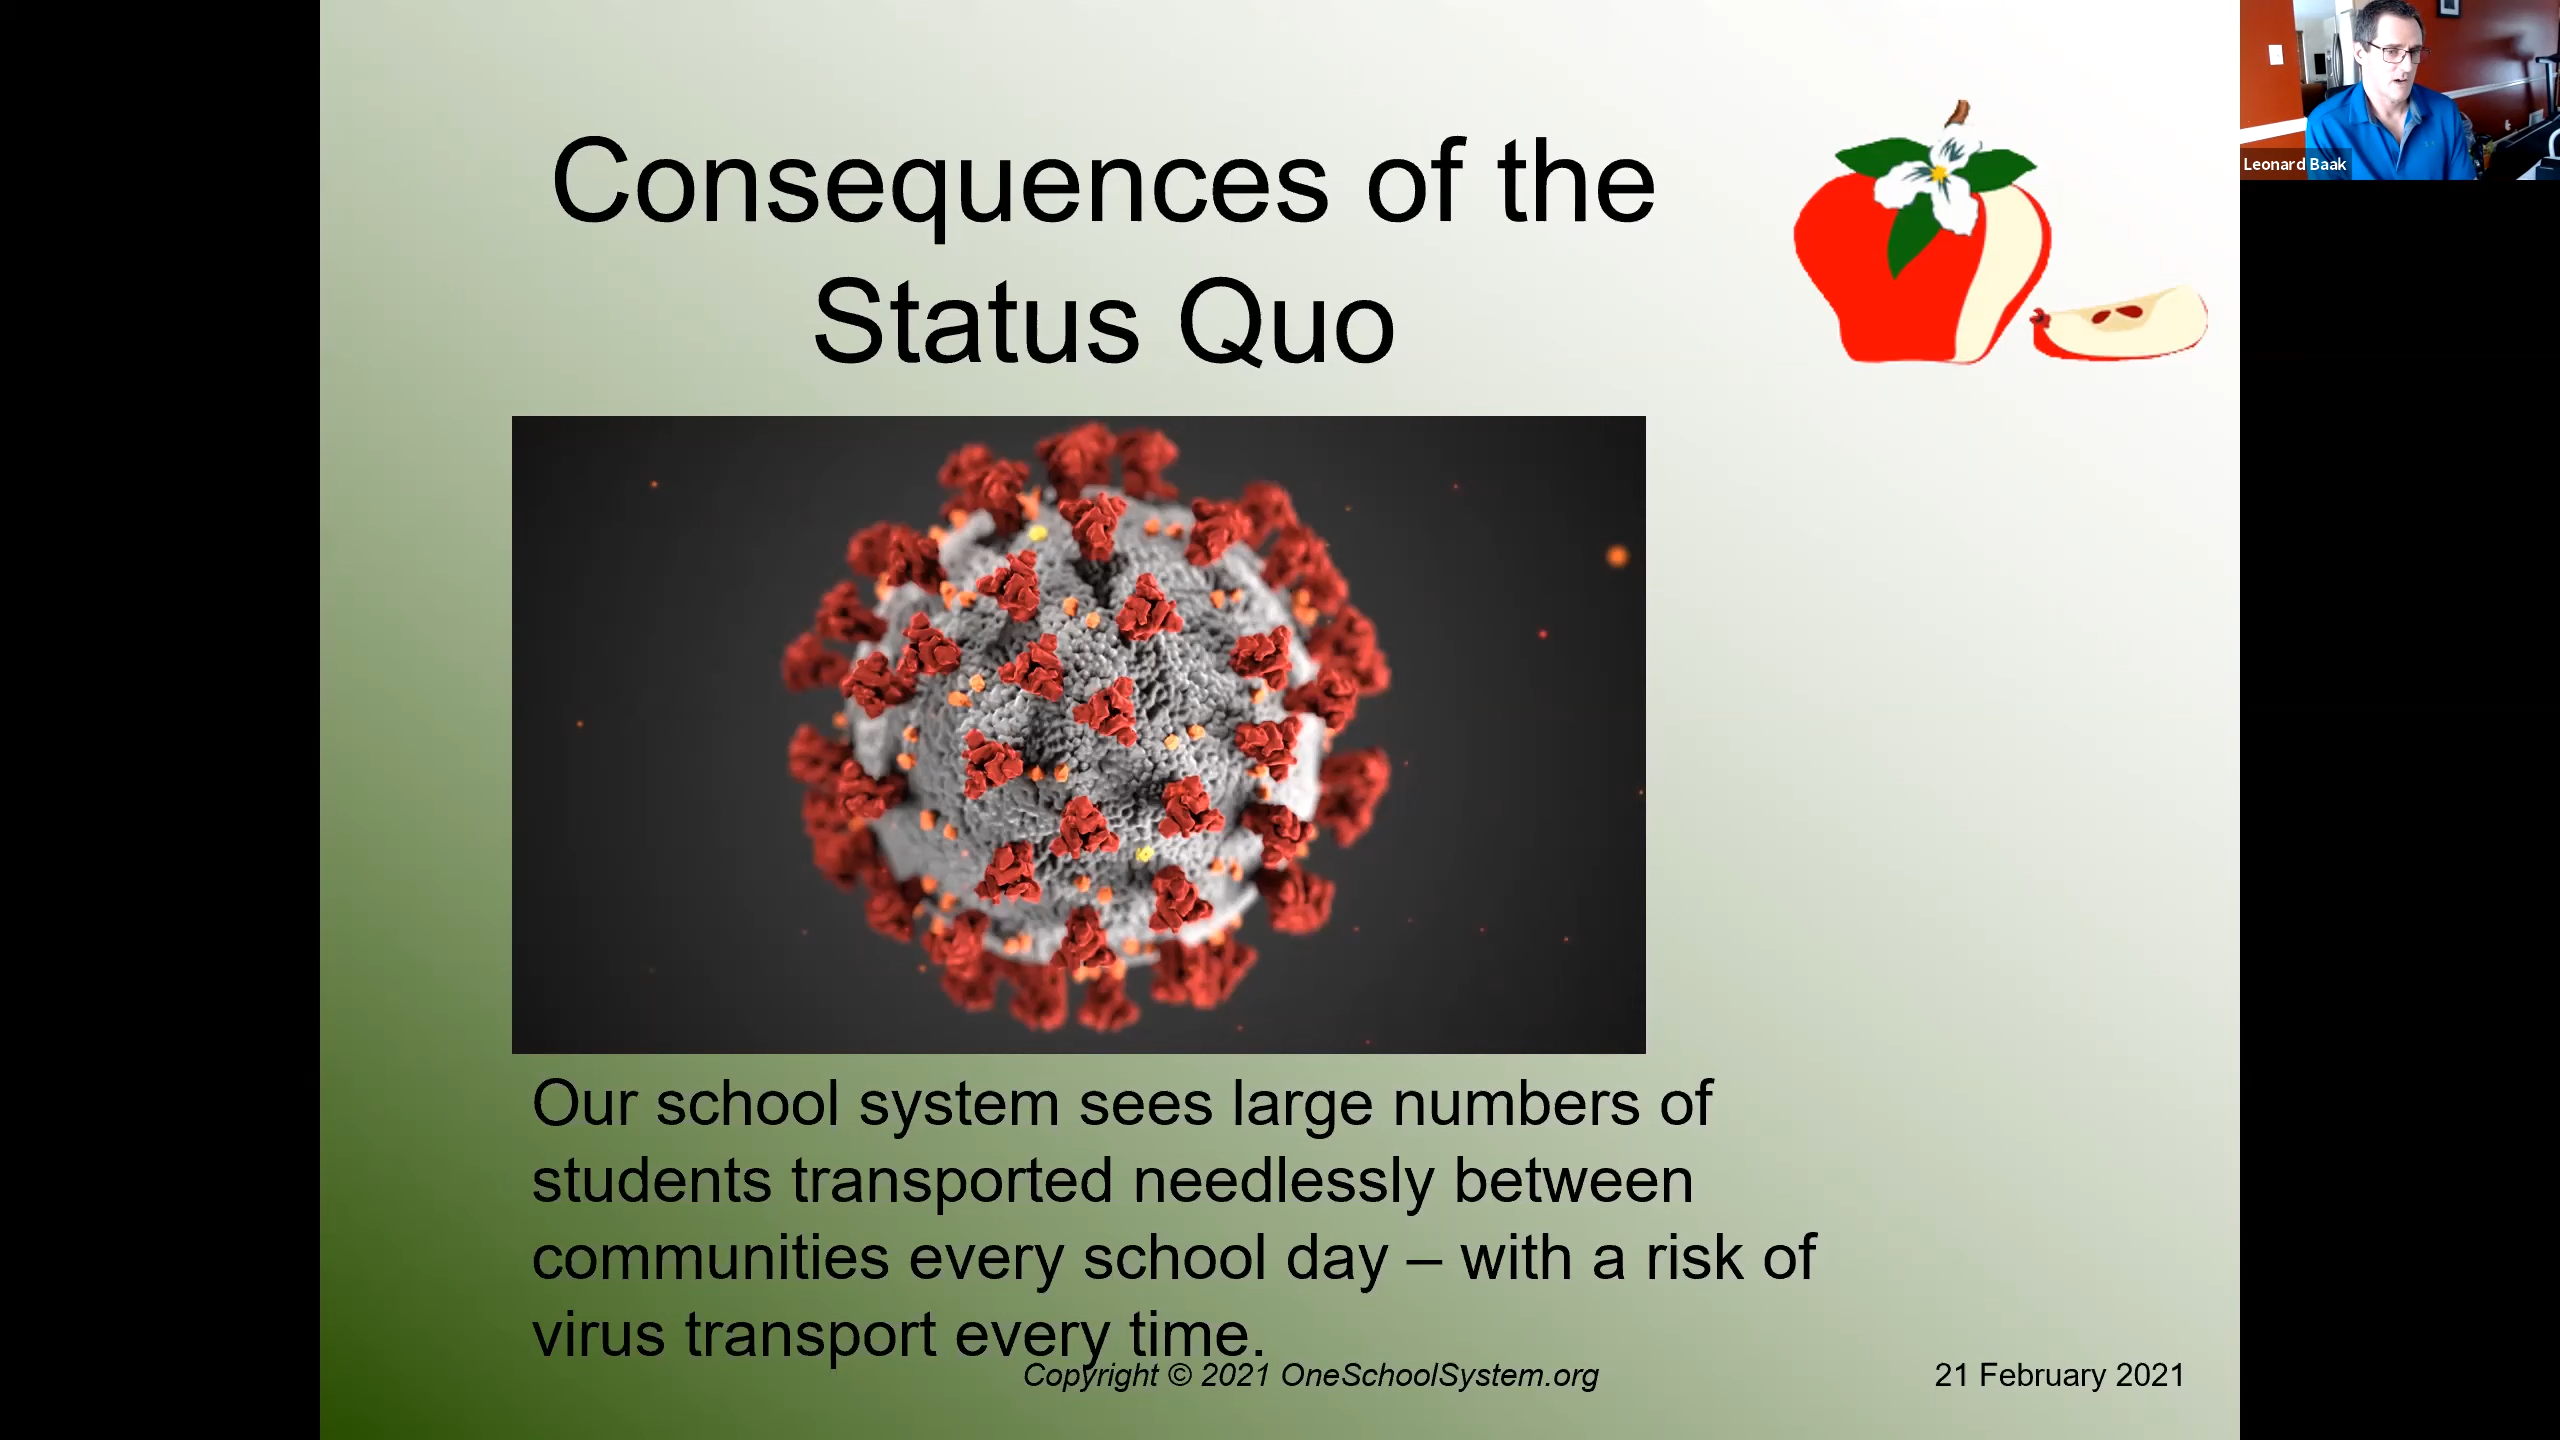 Consequences of the
Status Quo
Leonard Baak
Our school system sees large numbers of
students transported needlessly between
communities every school day – with a risk of
virus transport every time.
Copyright © 2021 OneSchoolSystem.org
21 February 2021